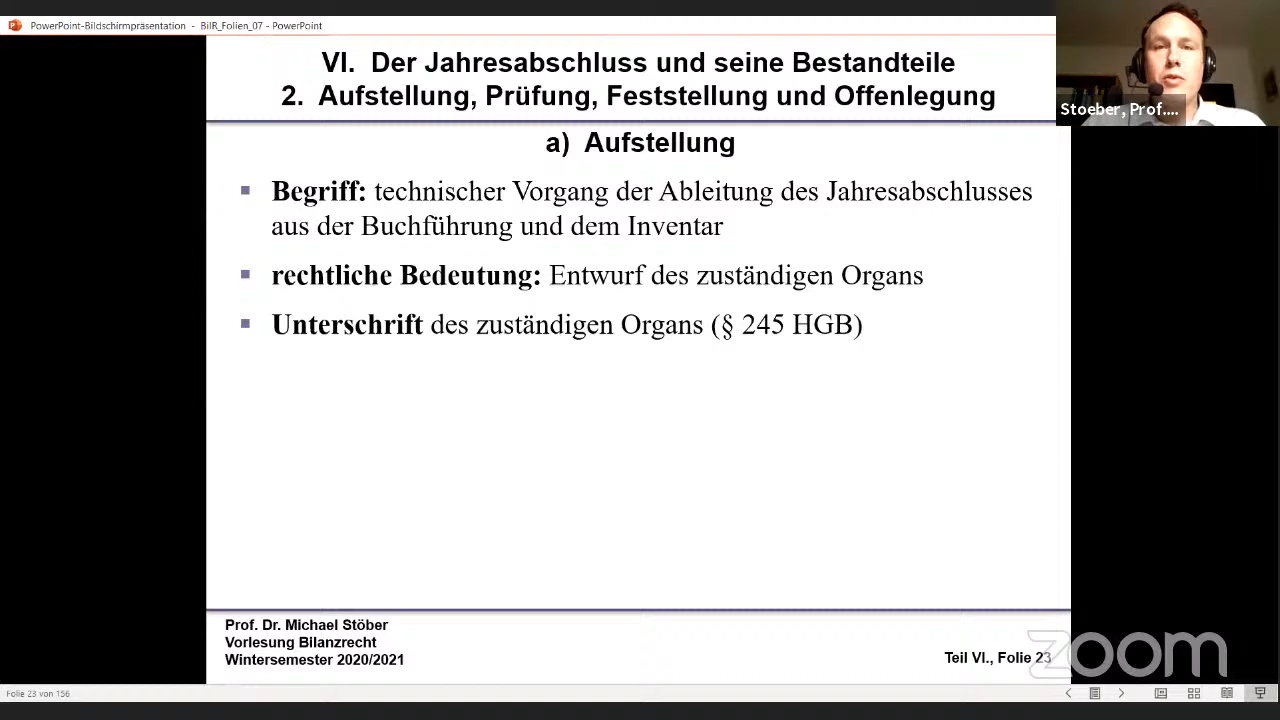 PowerPoint-Bildschirmpräsentation - BilR_Folien_07 - PowerPoint
VI. Der Jahresabschluss und seine Bestandteile
2. Aufstellung, Prüfung, Feststellung und Offenlegung
Stoeber, Prof....
a) Aufstellung
Begriff: technischer Vorgang der Ableitung des Jahresabschlusses
aus der Buchführung und dem Inventar
rechtliche Bedeutung: Entwurf des zuständigen Organs
Unterschrift des zuständigen Organs (§ 245 HGB)
Prof. Dr. Michael Stöber
Vorlesung Bilanzrecht
Wintersemester 2020/2021
Teil VI., Folie 23
zoom
Folie 23 von 156